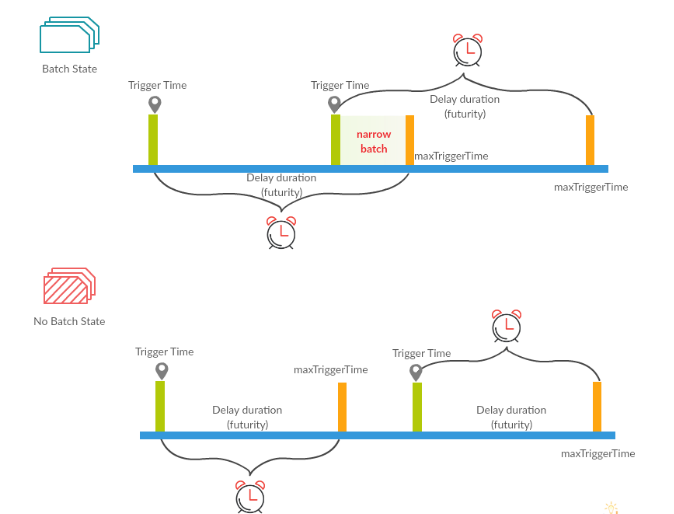 Batch State
Trigger Time
Trigger Time
Delay duration
(futurity)
narrow
batch
maxTriggerTime
Delay duration
(futurity)
maxTriggerTime
No Batch State
Trigger Time
maxTriggerTime
Trigger Time
Delay duration
(futurity)
Delay duration
(futurity)
maxTriggerTime